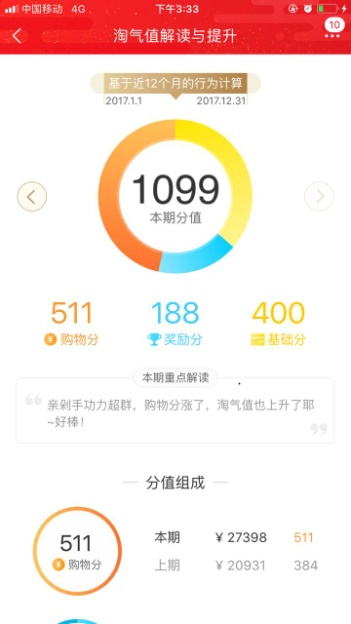 中国移动 4G 下午3:33
10
淘气值解读与提升
基于近12个月的行为计算
2017.1.1 2017.12.31
1099
本期分值
511 188 400
购物分 奖励分 基础分
本期重点解读
亲剁手功力超群，购物分涨了，淘气值也上升了耶
~好棒！
分值组成
511
购物分
本期 ¥ 27398 511
上期 ¥ 20931 384